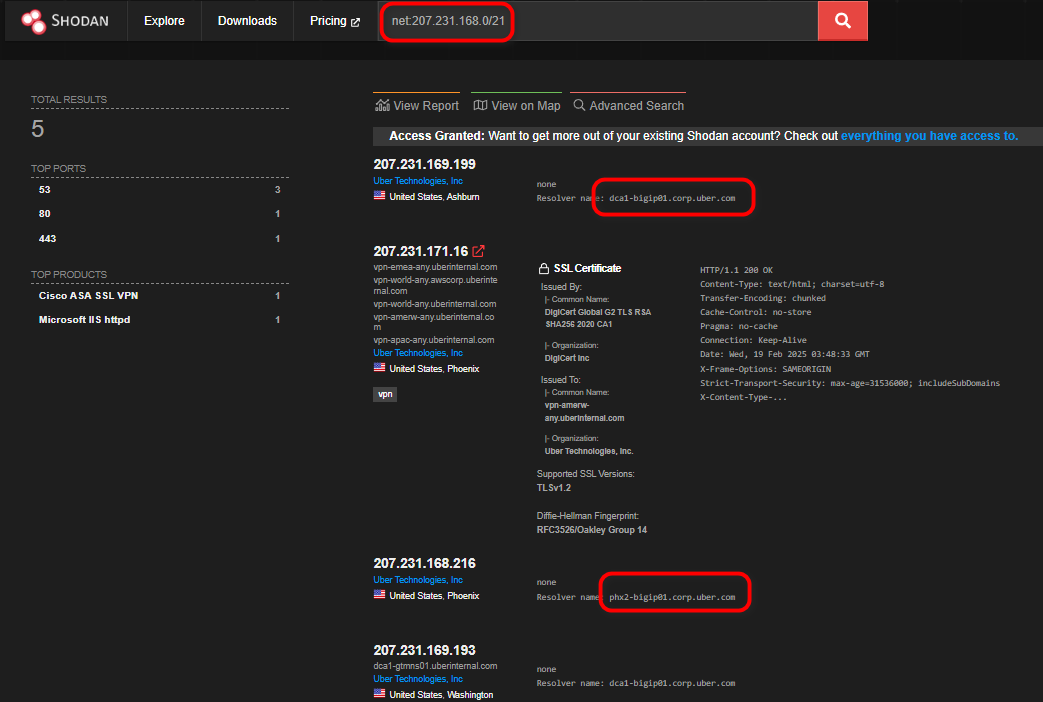 SHODAN
Explore
Downloads
Pricing
net:207.231.168.0/21
TOTAL RESULTS
5
TOP PORTS
53 3
80 1
443 1
TOP PRODUCTS
Cisco ASA SSL VPN 1
Microsoft IIS httpd 1
View Report
View on Map
Advanced Search
Access Granted: Want to get more out of your existing Shodan account? Check out everything you have access to.
207.231.169.199
Uber Technologies, Inc
United States, Ashburn
none
Resolver name: dca1-bigip01.corp.uber.com
207.231.171.16
vpn-emea-any.uberinternal.com
vpn-world-any.awscorp.uberinte
rnal.com
vpn-world-any.uberinternal.com
vpn-amerw-any.uberinternal.co
m
vpn-apac-any.uberinternal.com
Uber Technologies, Inc
United States, Phoenix
vpn
SSL Certificate
Issued By:
|- Common Name:
DigiCert Global G2 TLS RSA
SHA256 2020 CA1
|- Organization:
DigiCert Inc
Issued To:
|- Common Name:
vpn-amerw-
any.uberinternal.com
|- Organization:
Uber Technologies, Inc.
Supported SSL Versions:
TLSv1.2
Diffie-Hellman Fingerprint:
RFC3526/Oakley Group 14
HTTP/1.1 200 OK
Content-Type: text/html; charset=utf-8
Transfer-Encoding: chunked
Cache-Control: no-store
Pragma: no-cache
Connection: Keep-Alive
Date: Wed, 19 Feb 2025 03:48:33 GMT
X-Frame-Options: SAMEORIGIN
Strict-Transport-Security: max-age=31536000; includeSubDomains
X-Content-Type-...
207.231.168.216
Uber Technologies, Inc
United States, Phoenix
none
Resolver name: phx2-bigip01.corp.uber.com
207.231.169.193
dca1-gtmns01.uberinternal.com
Uber Technologies, Inc
United States, Washington
none
Resolver name: dca1-bigip01.corp.uber.com